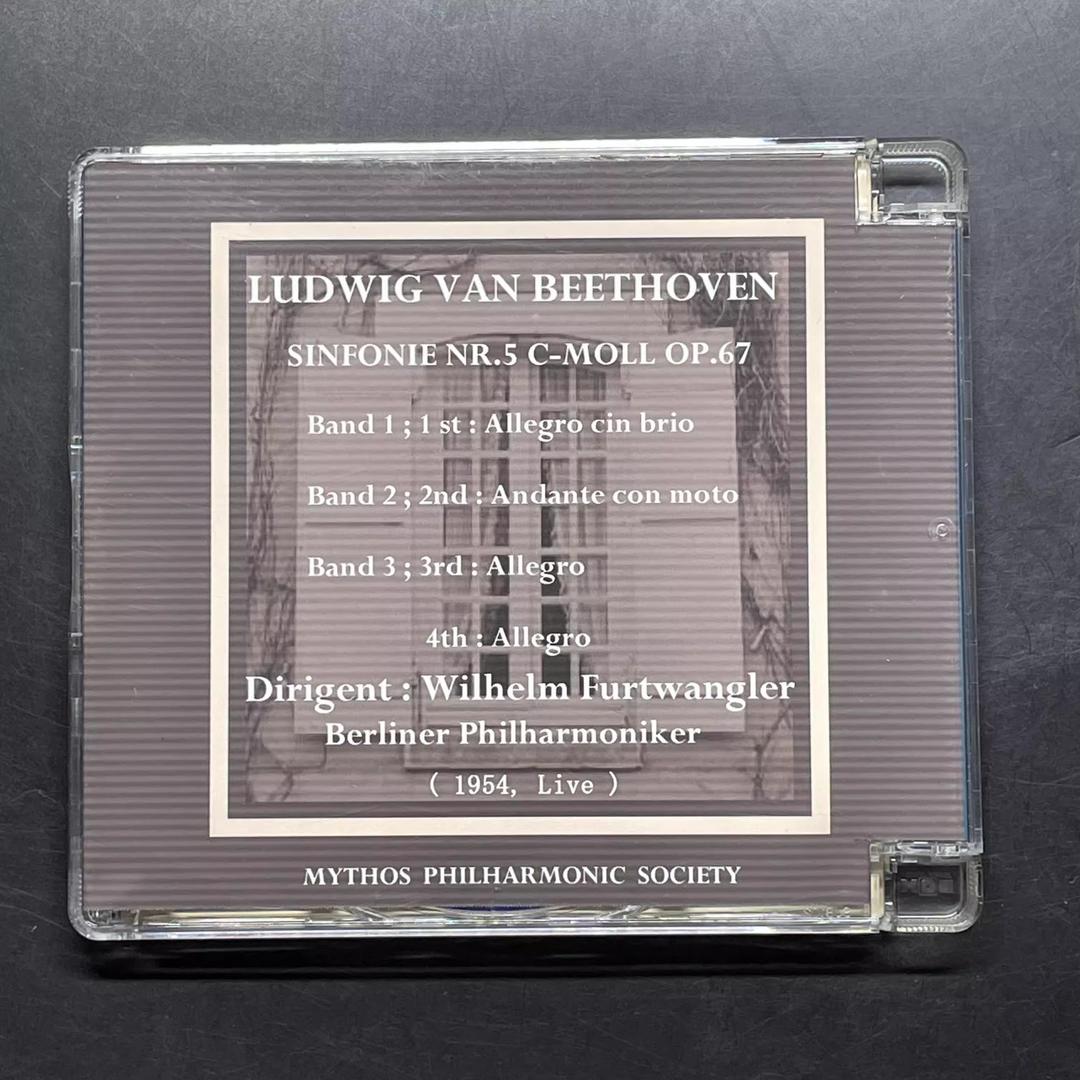 LUDWIG VAN BEETHOVEN
SINFONIE NR.5 C-MOLL OP.67
Band 1 ; 1 st : Allegro cin brio
Band 2 ; 2nd : Andante con moto
Band 3 ; 3rd : Allegro
4th : Allegro
Dirigent : Wilhelm Furtwangler
Berliner Philharmoniker
( 1954, Live )
MYTHOS PHILHARMONIC SOCIETY